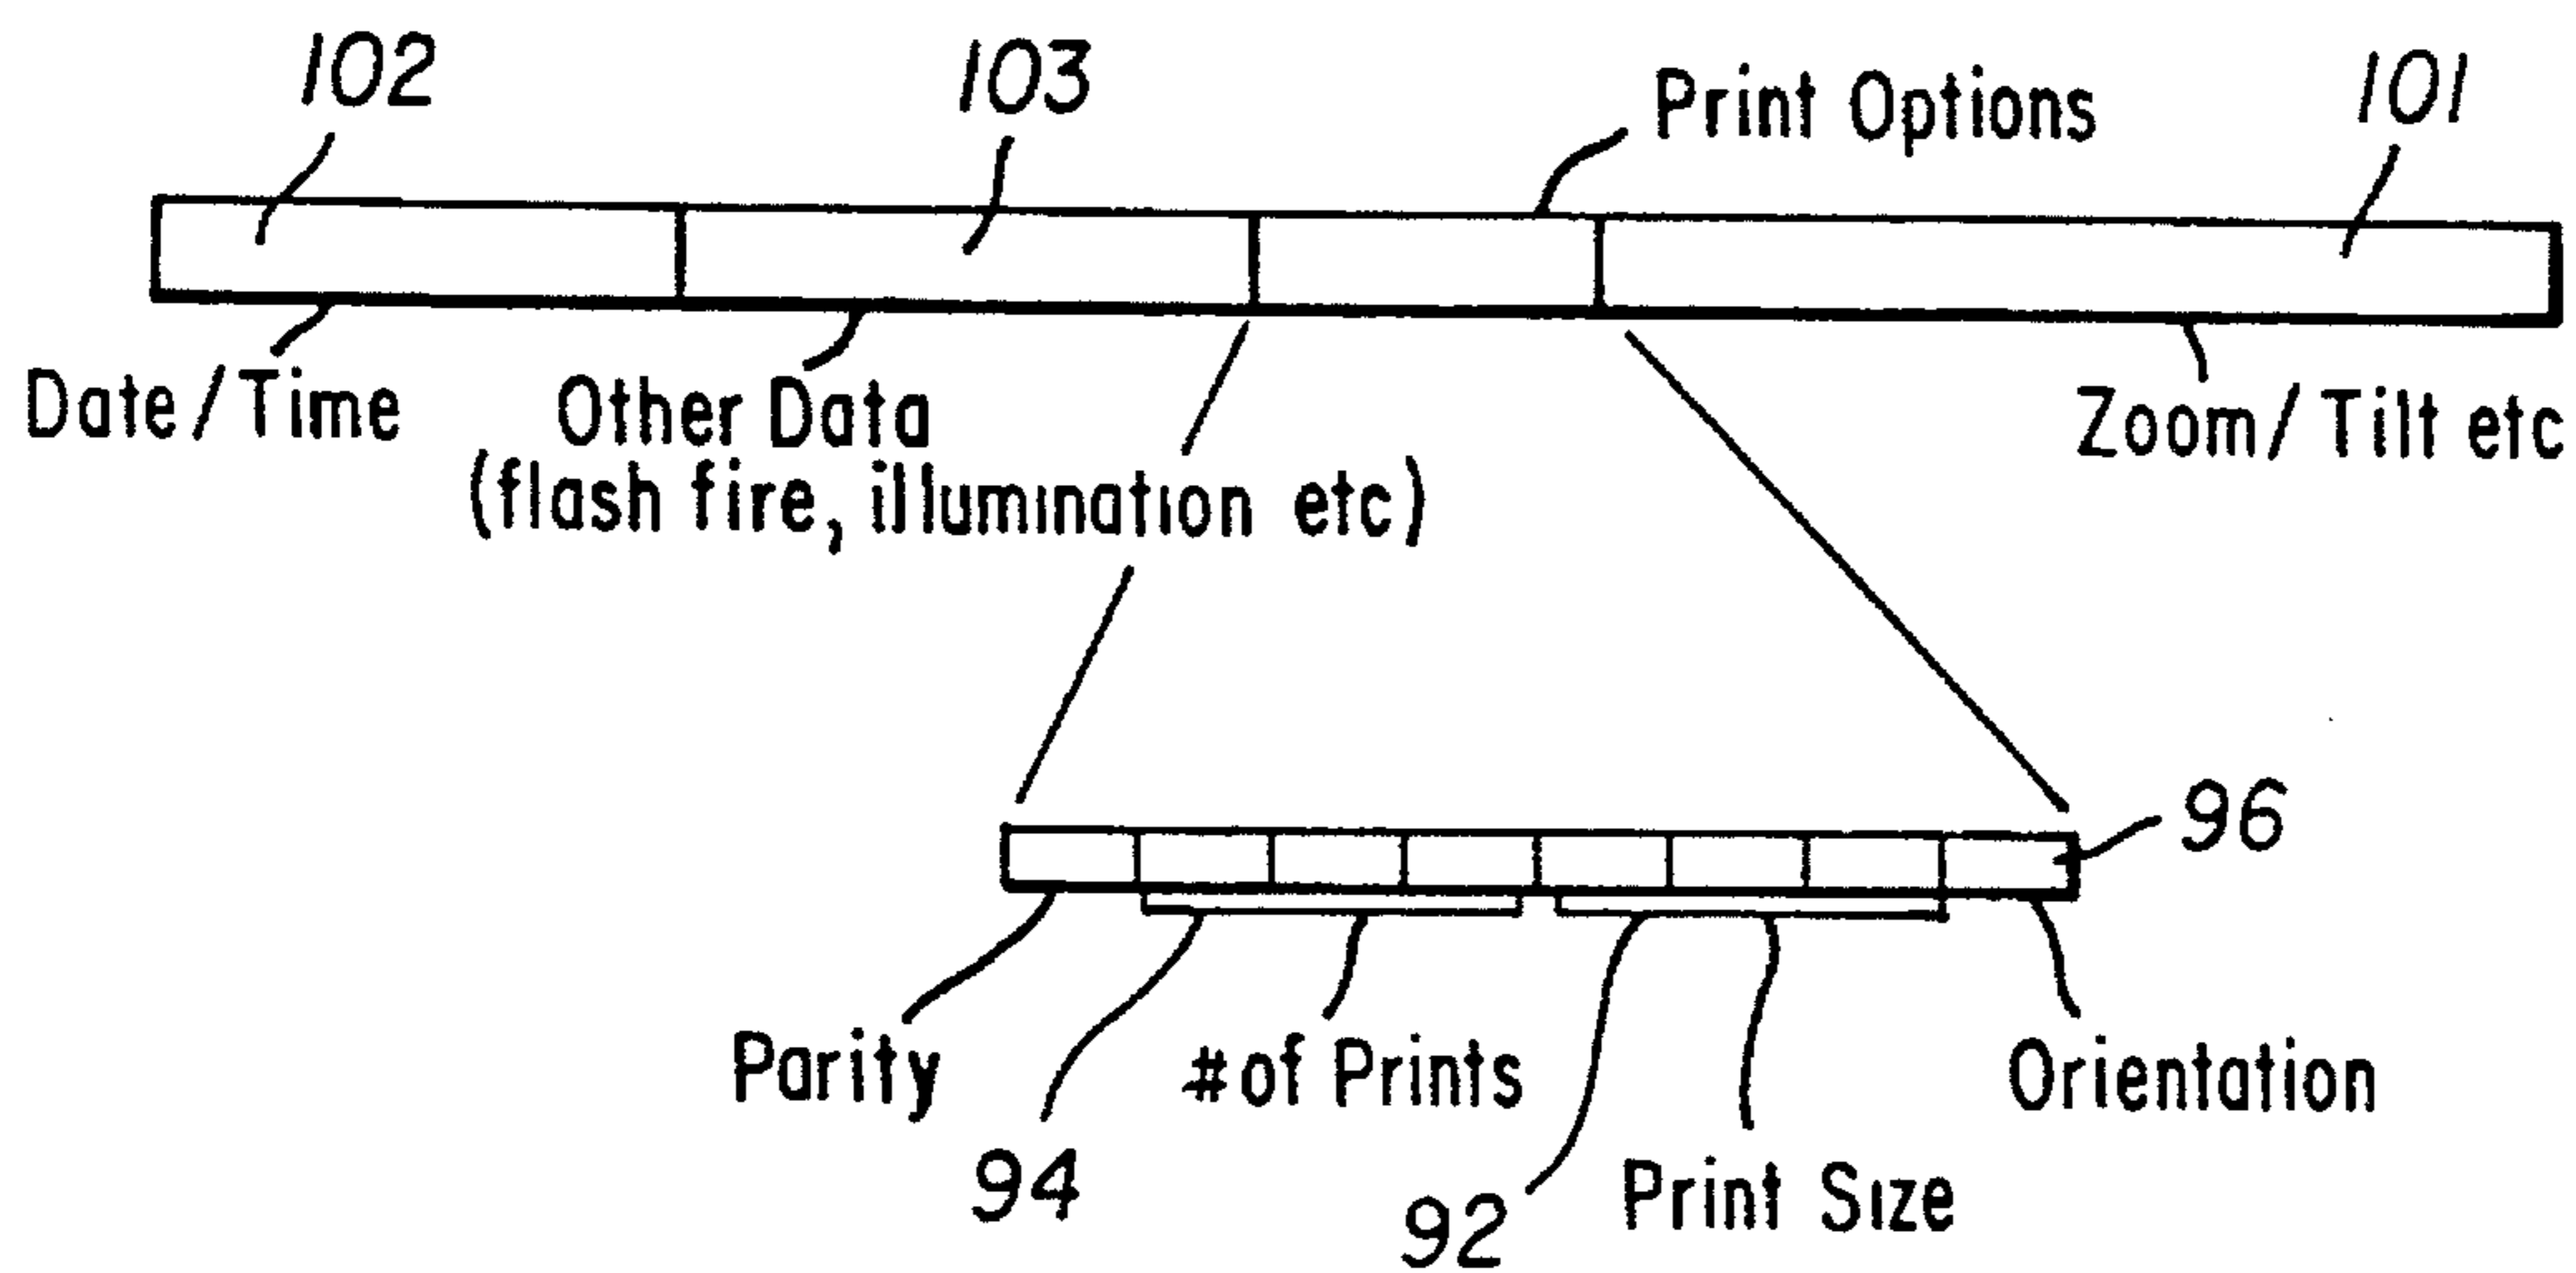 102
103
Print Options
101
Date/Time
Other Data
(flash fire, illumination etc)
Zoom/Tilt etc
96
Parity
# of Prints
Orientation
94
92
Print Size